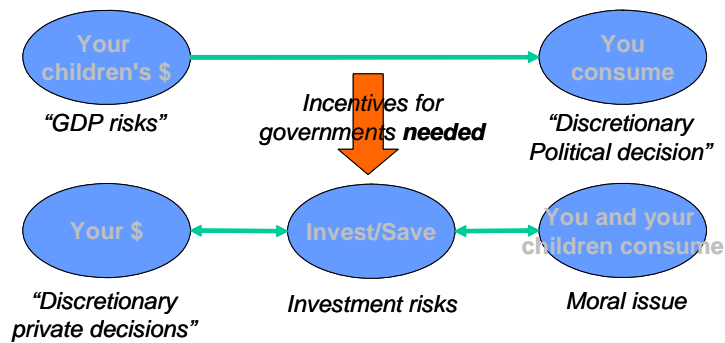 Your
children's $
You
consume
Incentives for
governments needed
“GDP risks”
“Discretionary
Political decision”
Your $
Invest/Save
You and your
children consume
“Discretionary
private decisions”
Investment risks
Moral issue